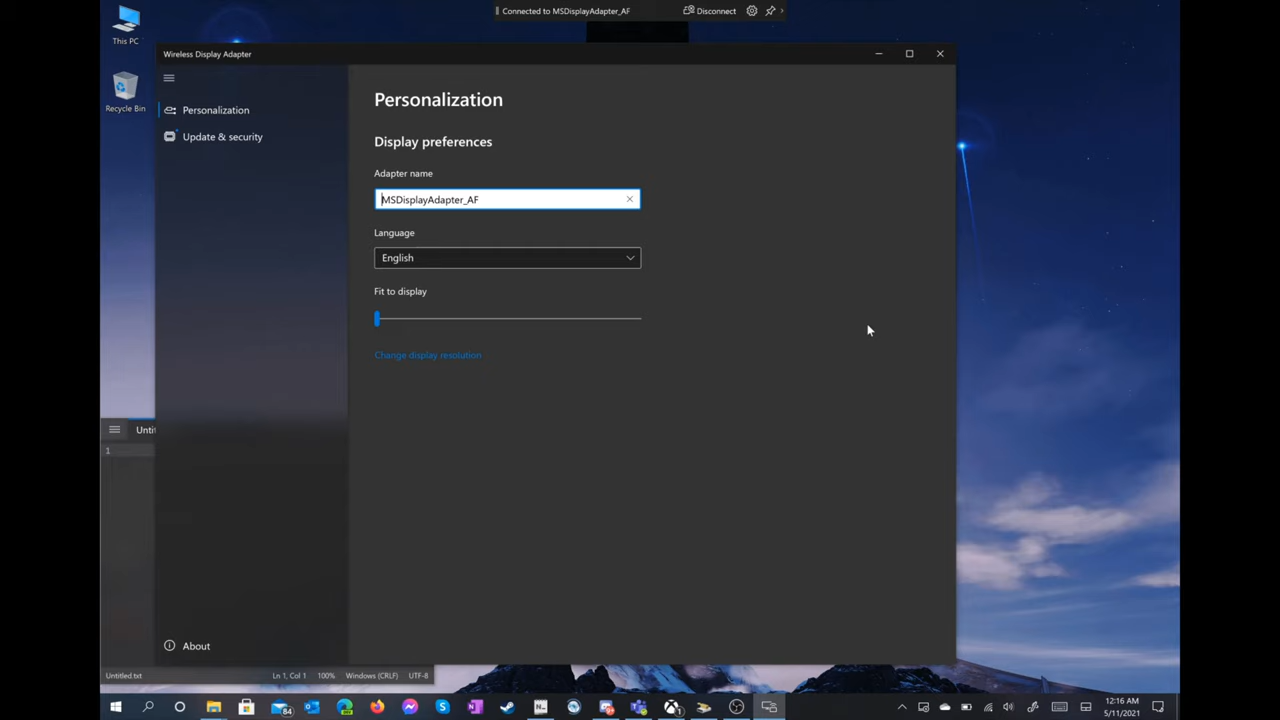 Connected to MSDisplayAdapter_AF
Disconnect
This PC
Recycle Bin
Wireless Display Adapter
Personalization
Update & security
Personalization
Display preferences
Adapter name
MSDisplayAdapter_AF
Language
English
Fit to display
Change display resolution
Untit
1
About
Untitled.txt
Ln 1, Col 1
100%
Windows (CRLF)
UTF-8
84
12:16 AM
5/11/2021